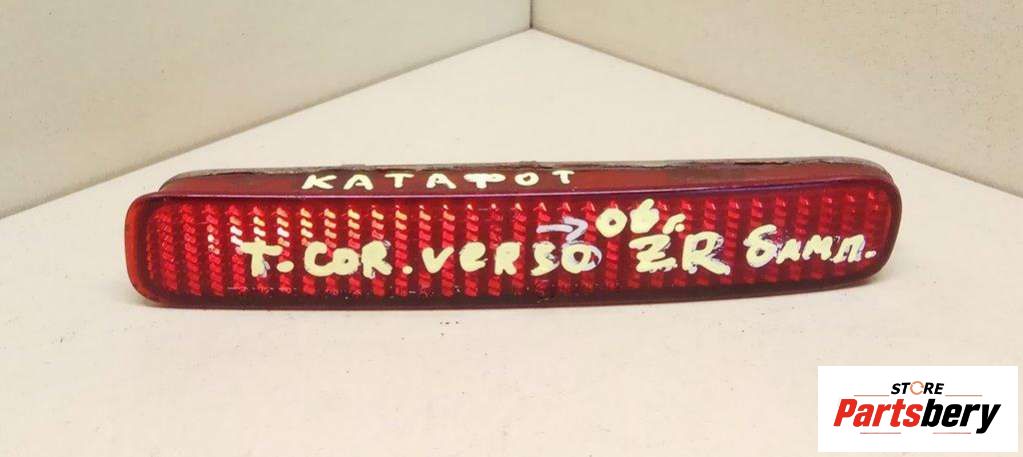 КАТАФОТ
→06г.
T. COR. VERSO ZR бамп.
STORE
Partsbery